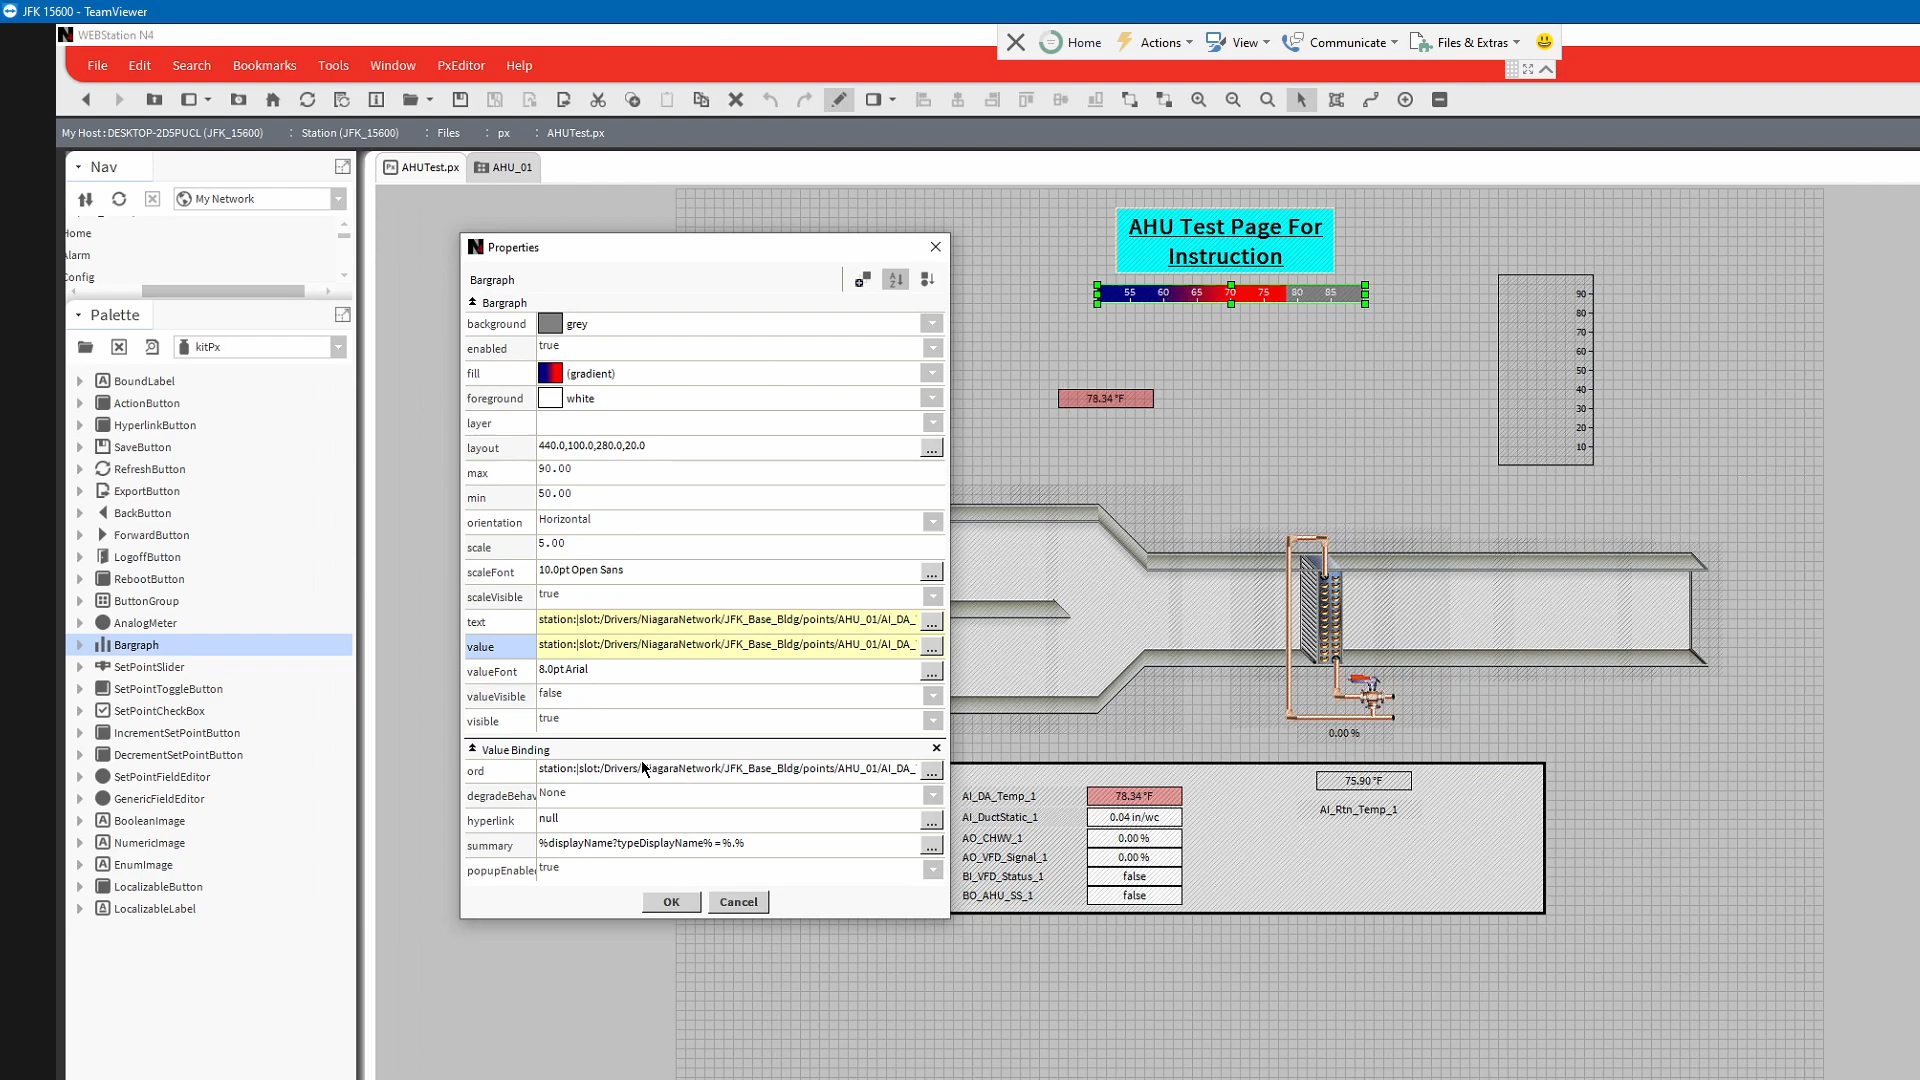 JFK 15600 - TeamViewer
WEBStation N4
Home
Actions
View
Communicate
Files & Extras
File
Edit
Search
Bookmarks
Tools
Window
PxEditor
Help
My Host : DESKTOP-2D5PUCL (JFK_15600) : Station (JFK_15600) : Files : px : AHUTest.px
Nav
My Network
Home
Alarm
Config
Palette
kitPx
BoundLabel
ActionButton
HyperlinkButton
SaveButton
RefreshButton
ExportButton
BackButton
ForwardButton
LogoffButton
RebootButton
ButtonGroup
AnalogMeter
Bargraph
SetPointSlider
SetPointToggleButton
SetPointCheckBox
IncrementSetPointButton
DecrementSetPointButton
SetPointFieldEditor
GenericFieldEditor
BooleanImage
NumericImage
EnumImage
LocalizableButton
LocalizableLabel
AHUTest.px
AHU_01
Properties
Bargraph
Bargraph
background grey
enabled true
fill (gradient)
foreground white
layer
layout 440.0,100.0,280.0,20.0
max 90.00
min 50.00
orientation Horizontal
scale 5.00
scaleFont 10.0pt Open Sans
scaleVisible true
text station:|slot:/Drivers/NiagaraNetwork/JFK_Base_Bldg/points/AHU_01/AI_DA_
value station:|slot:/Drivers/NiagaraNetwork/JFK_Base_Bldg/points/AHU_01/AI_DA_
valueFont 8.0pt Arial
valueVisible false
visible true
Value Binding
ord station:|slot:/Drivers/NiagaraNetwork/JFK_Base_Bldg/points/AHU_01/AI_DA_
degradeBehav None
hyperlink null
summary %displayName?typeDisplayName% = %.%
popupEnable true
OK
Cancel
AHU Test Page For
Instruction
55 60 65 70 75 80 85
78.34 °F
90
80
70
60
50
40
30
20
10
0.00 %
AI_DA_Temp_1 78.34 °F
AI_DuctStatic_1 0.04 in/wc
AO_CHWV_1 0.00 %
AO_VFD_Signal_1 0.00 %
BI_VFD_Status_1 false
BO_AHU_SS_1 false
75.90 °F
AI_Rtn_Temp_1